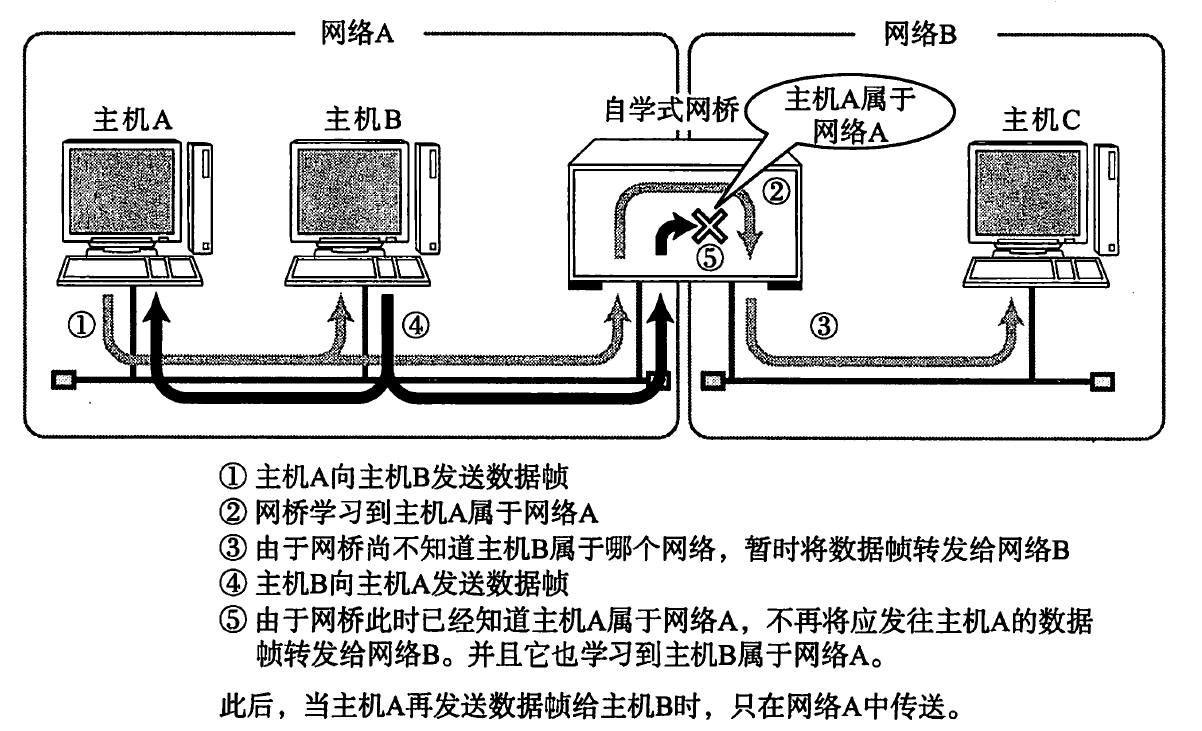 网络A
网络B
主机A
主机B
自学式网桥
主机A属于
网络A
主机C
②
⑤
①
④
③
① 主机A向主机B发送数据帧
② 网桥学习到主机A属于网络A
③ 由于网桥尚不知道主机B属于哪个网络，暂时将数据帧转发给网络B
④ 主机B向主机A发送数据帧
⑤ 由于网桥此时已经知道主机A属于网络A，不再将应发往主机A的数据
帧转发给网络B。并且它也学习到主机B属于网络A。
此后，当主机A再发送数据帧给主机B时，只在网络A中传送。